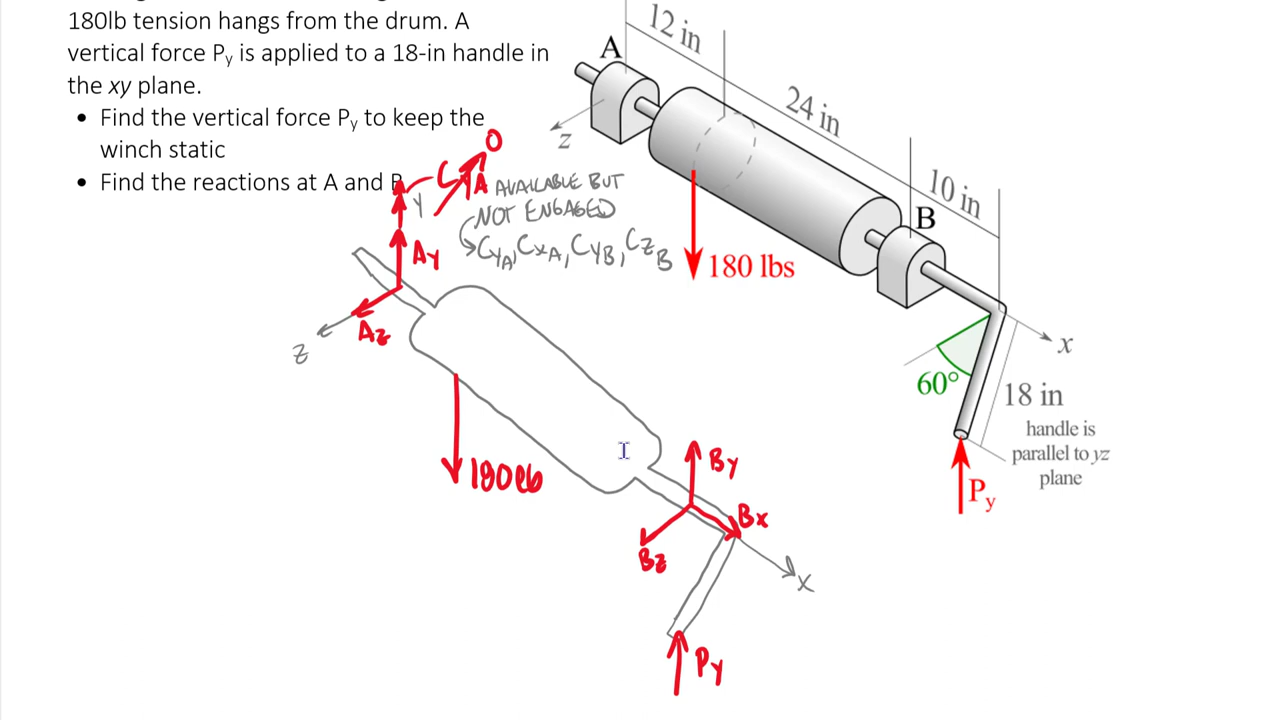 180lb tension hangs from the drum. A
vertical force Py is applied to a 18-in handle in
the xy plane.
• Find the vertical force Py to keep the
winch static
• Find the reactions at A and B
A
12 in
24 in
10 in
B
z
x
180 lbs
60°
18 in
handle is
parallel to yz
plane
Py
O
AVAILABLE BUT
NOT ENGAGED
CyA, CxA, CyB, CzB
y
Ay
Az
z
180lb
By
Bx
Bz
x
Py